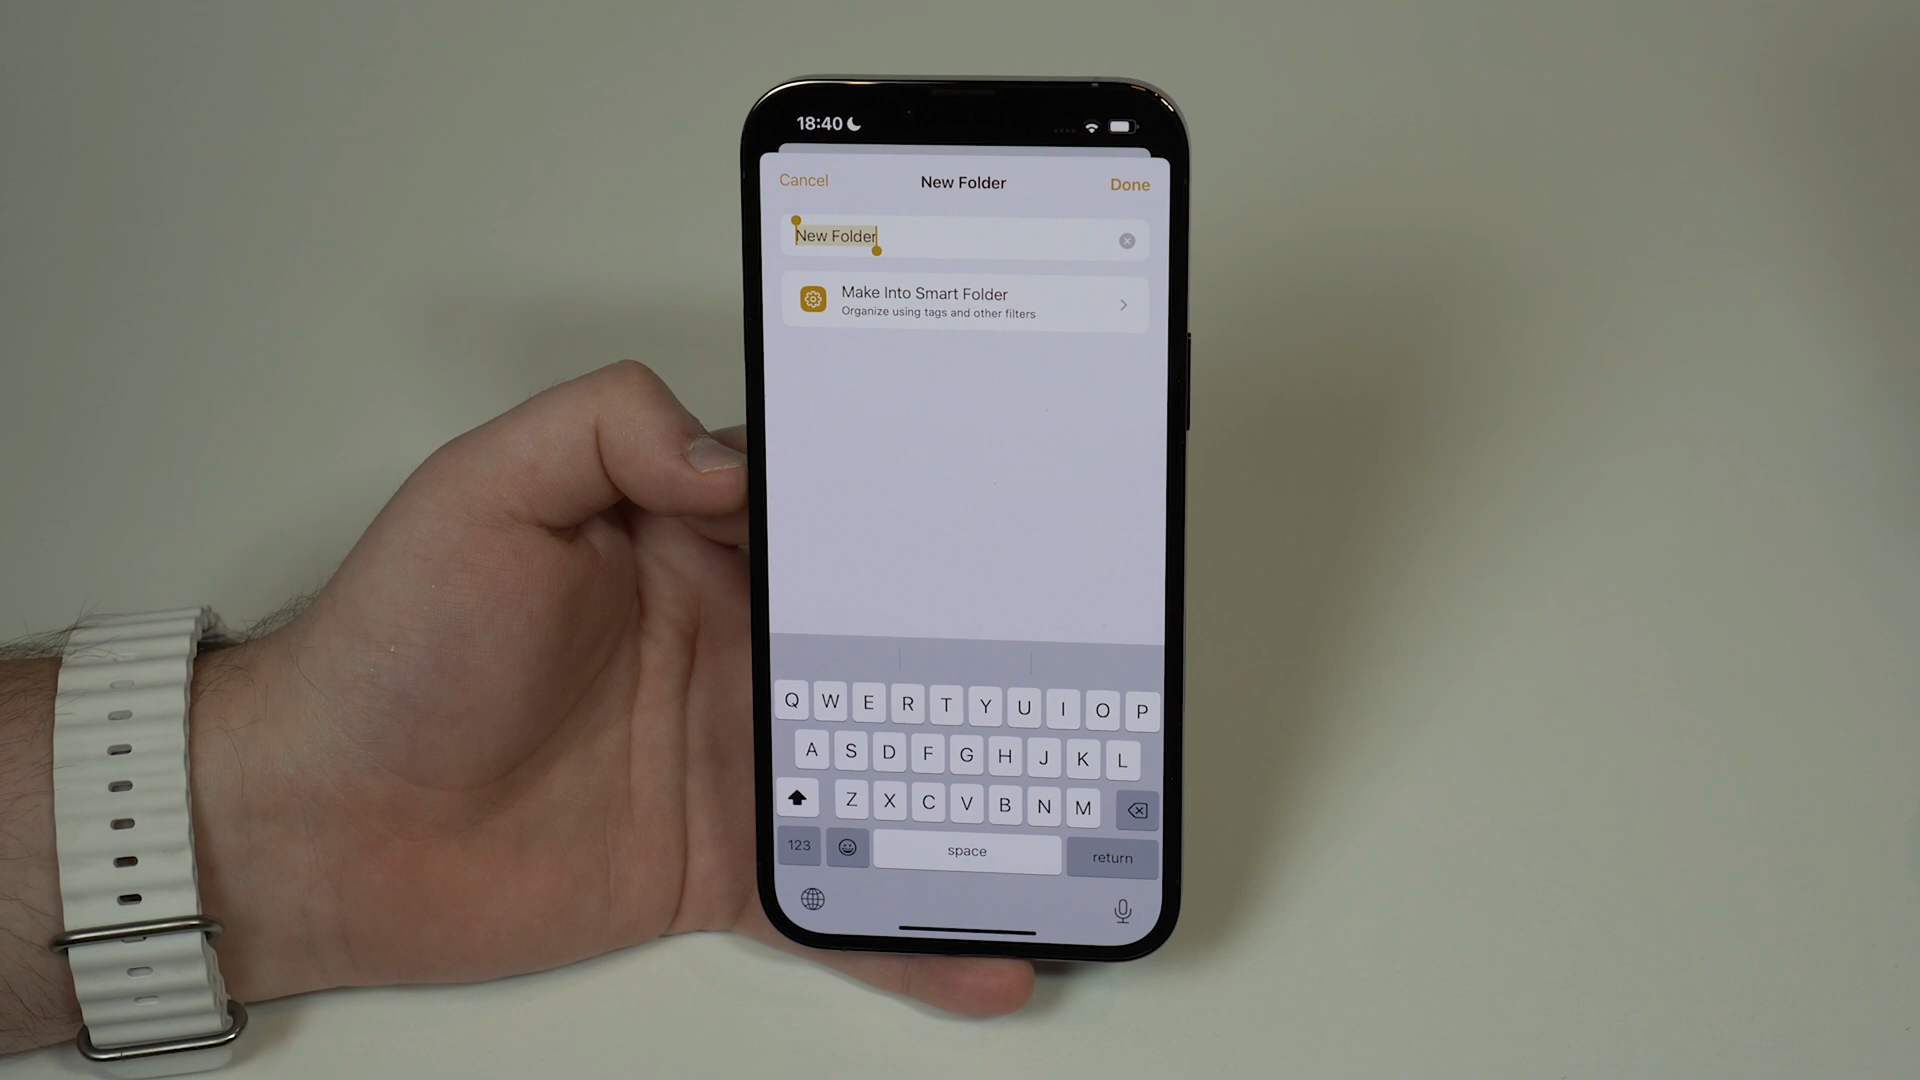 18:40
Cancel New Folder Done
New Folder
Make Into Smart Folder
Organize using tags and other filters
Q W E R T Y U I O P
A S D F G H J K L
Z X C V B N M
123 space return